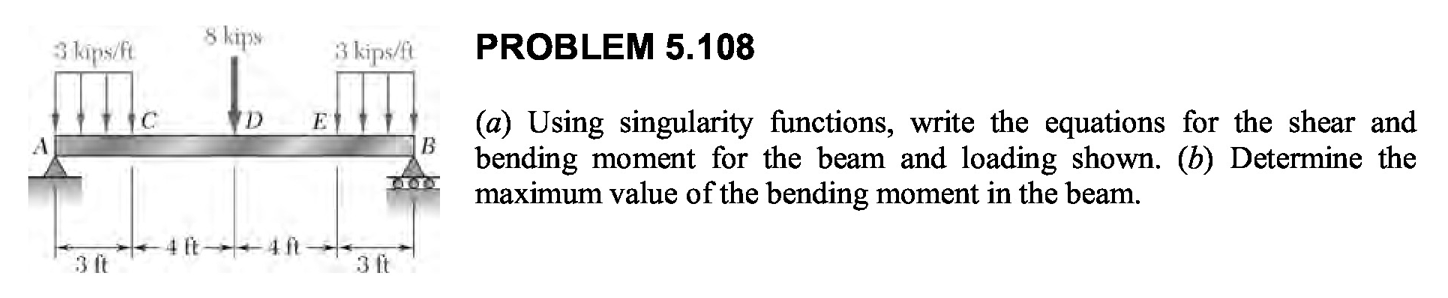 3 kips/ft
8 kips
3 kips/ft
C
D
E
A
B
4 ft
4 ft
3 ft
3 ft
PROBLEM 5.108
(a) Using singularity functions, write the equations for the shear and
bending moment for the beam and loading shown. (b) Determine the
maximum value of the bending moment in the beam.